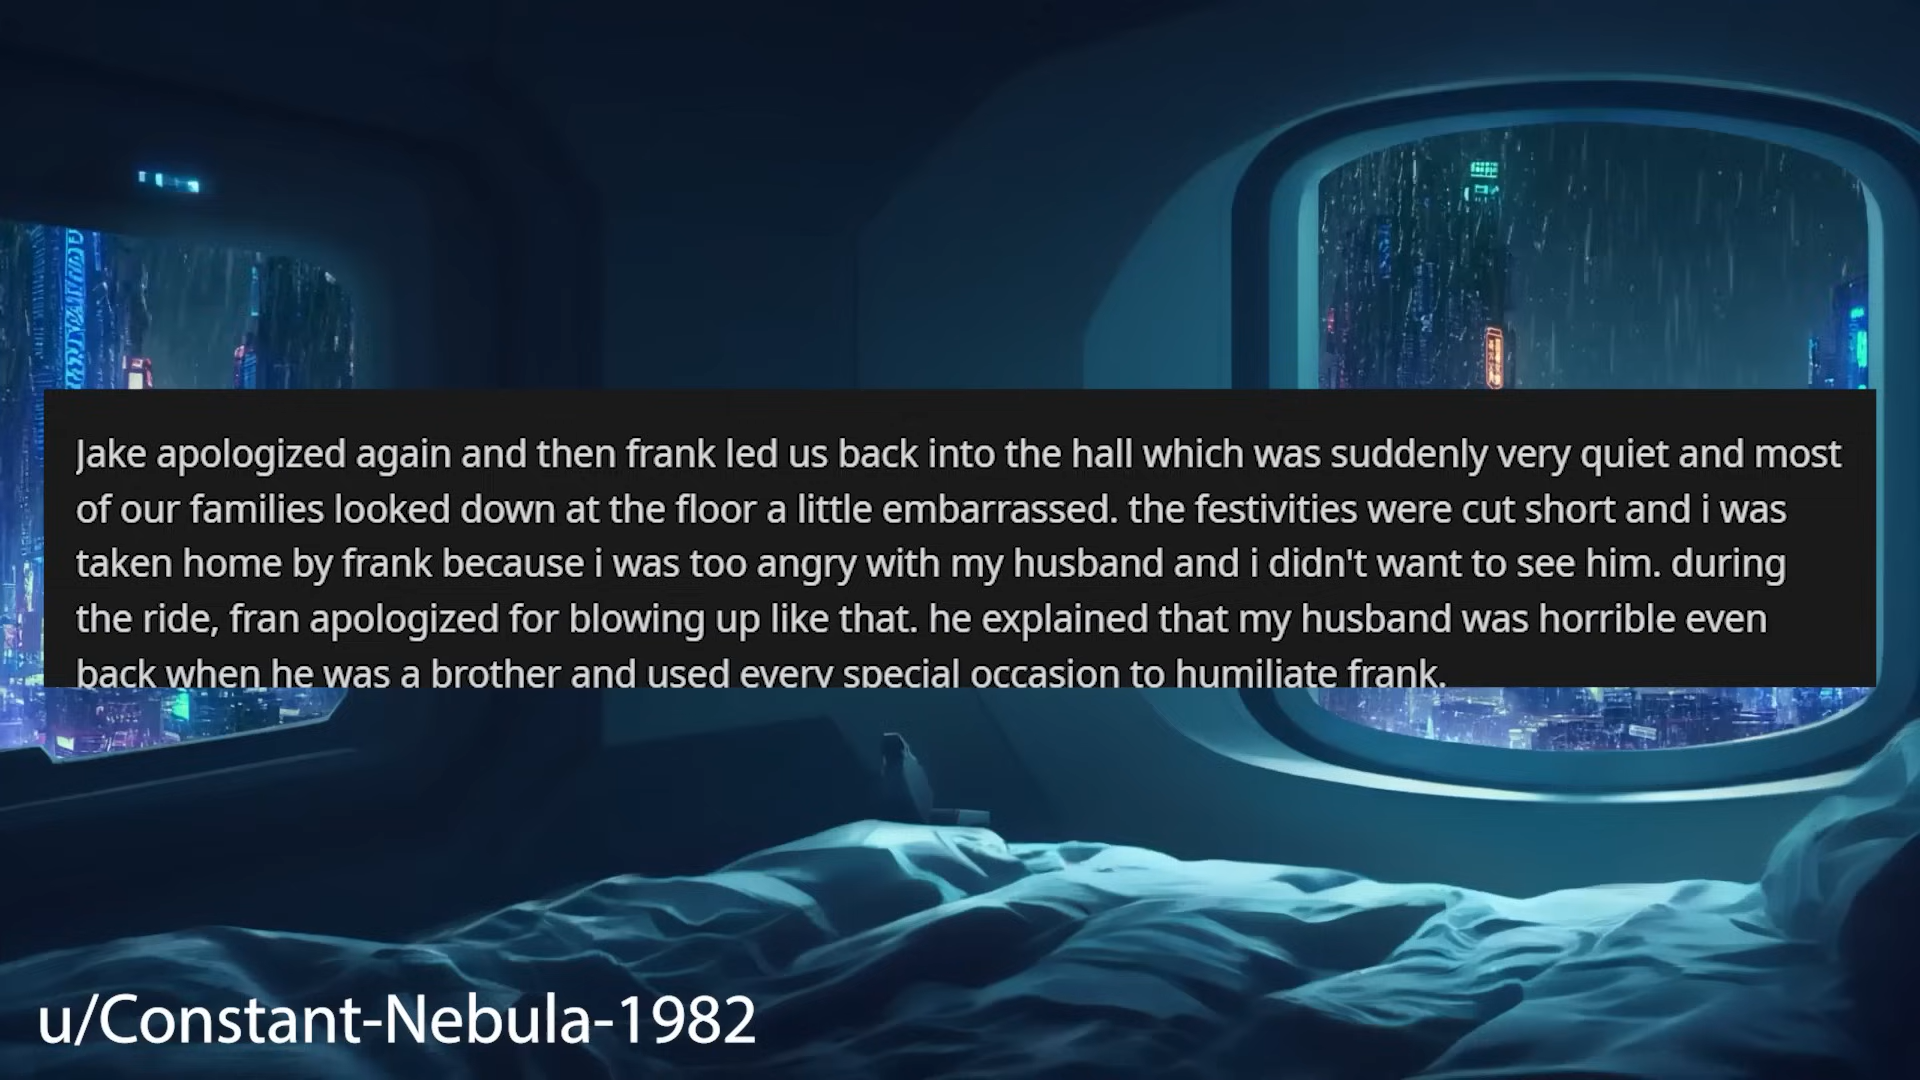 Jake apologized again and then frank led us back into the hall which was suddenly very quiet and most
of our families looked down at the floor a little embarrassed. the festivities were cut short and i was
taken home by frank because i was too angry with my husband and i didn't want to see him. during
the ride, fran apologized for blowing up like that. he explained that my husband was horrible even
back when he was a brother and used every special occasion to humiliate frank.
u/Constant-Nebula-1982